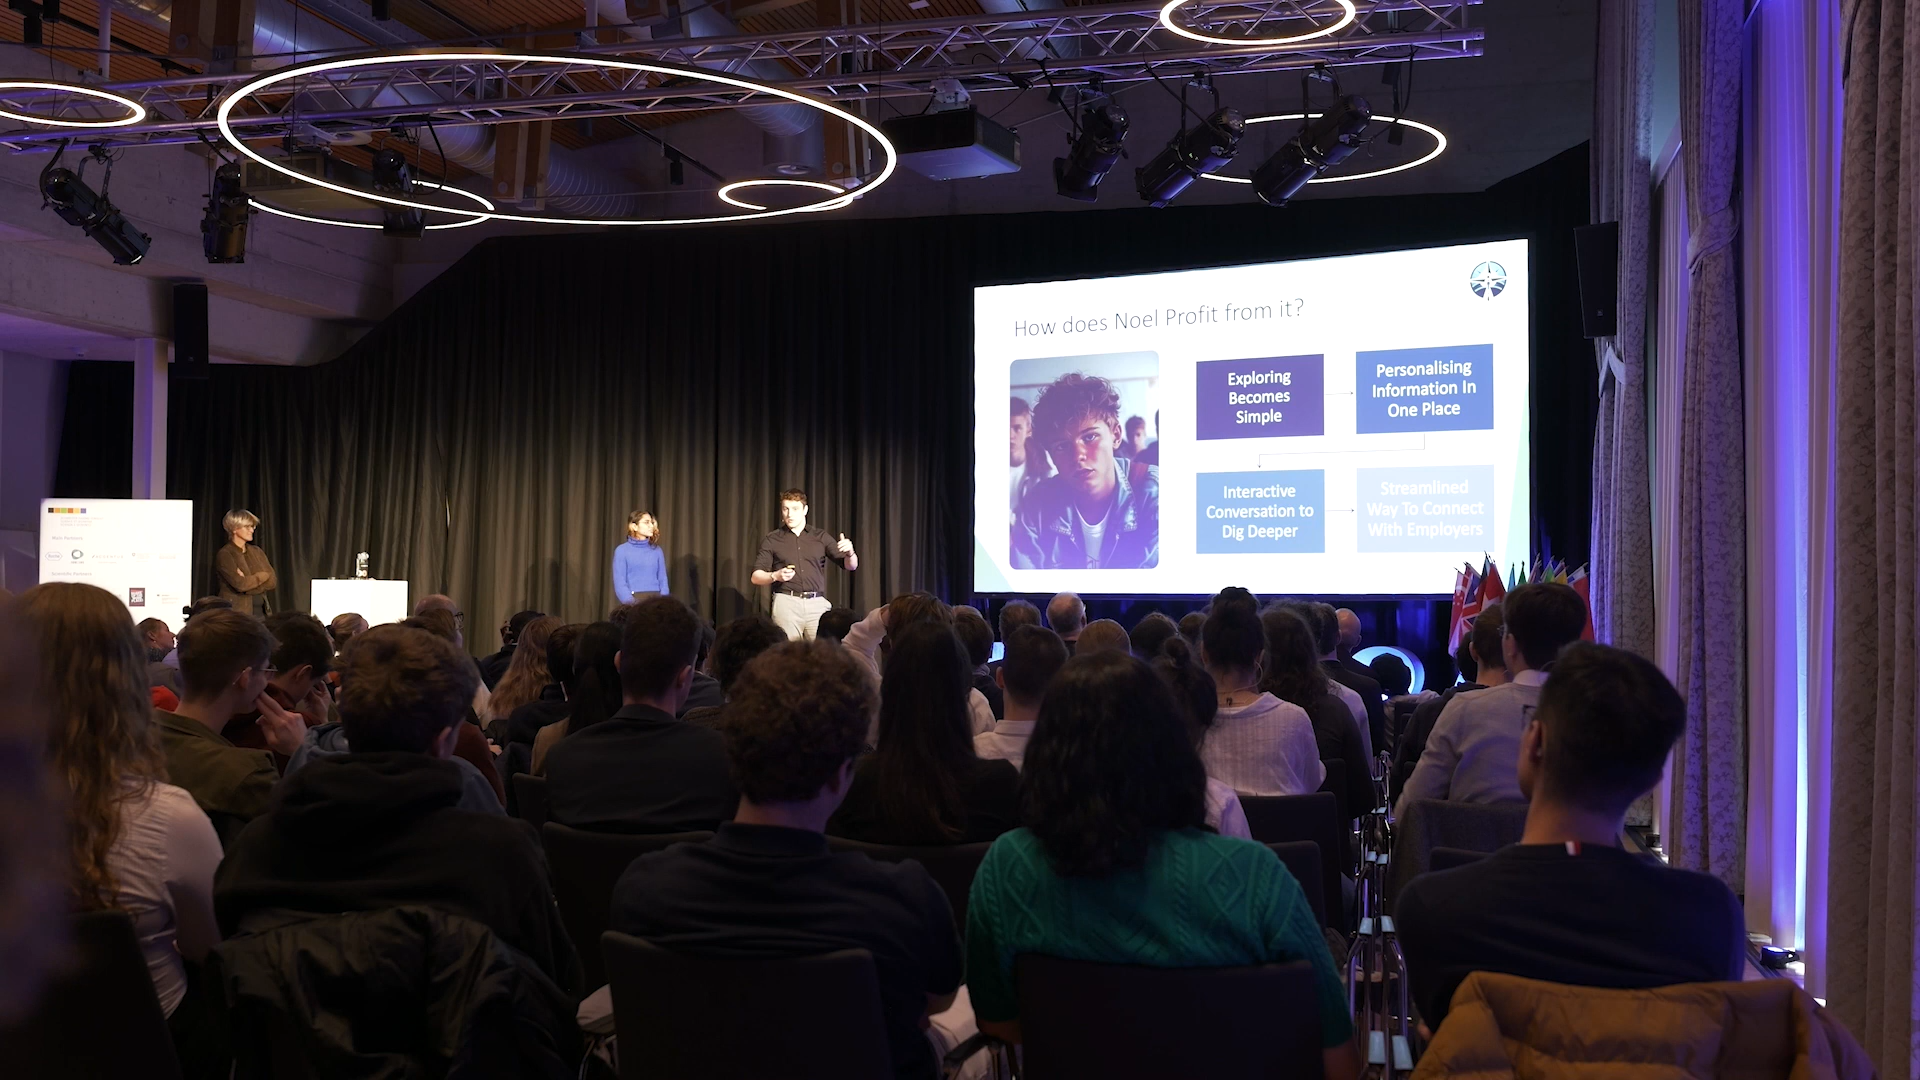 How does Noel Profit from it?
Exploring
Becomes
Simple
Personalising
Information In
One Place
Interactive
Conversation to
Dig Deeper
Streamlined
Way To Connect
With Employers